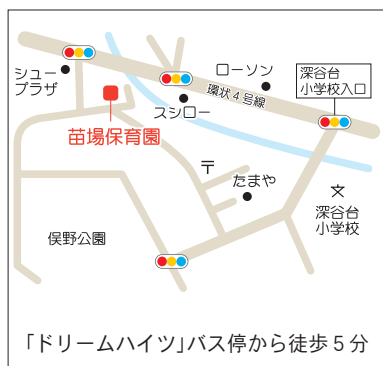 シュー
プラザ
ローソン
深谷台
小学校入口
環状4号線
スシロー
苗場保育園
〒
たまや
文
深谷台
小学校
俣野公園
「ドリームハイツ」バス停から徒歩5分